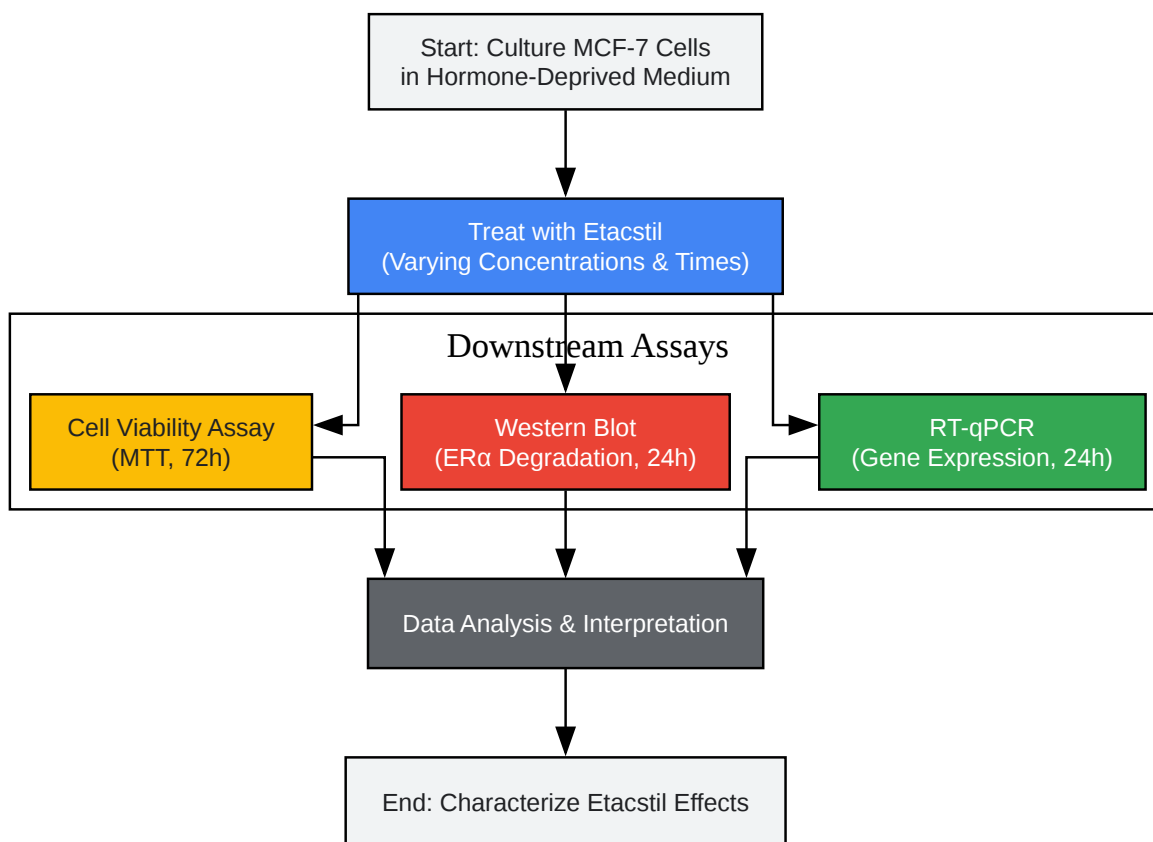 Start: Culture MCF-7 Cells
in Hormone-Deprived Medium
Treat with Etacstil
(Varying Concentrations & Times)
Downstream Assays
Cell Viability Assay
(MTT, 72h)
Western Blot
(ERα Degradation, 24h)
RT-qPCR
(Gene Expression, 24h)
Data Analysis & Interpretation
End: Characterize Etacstil Effects